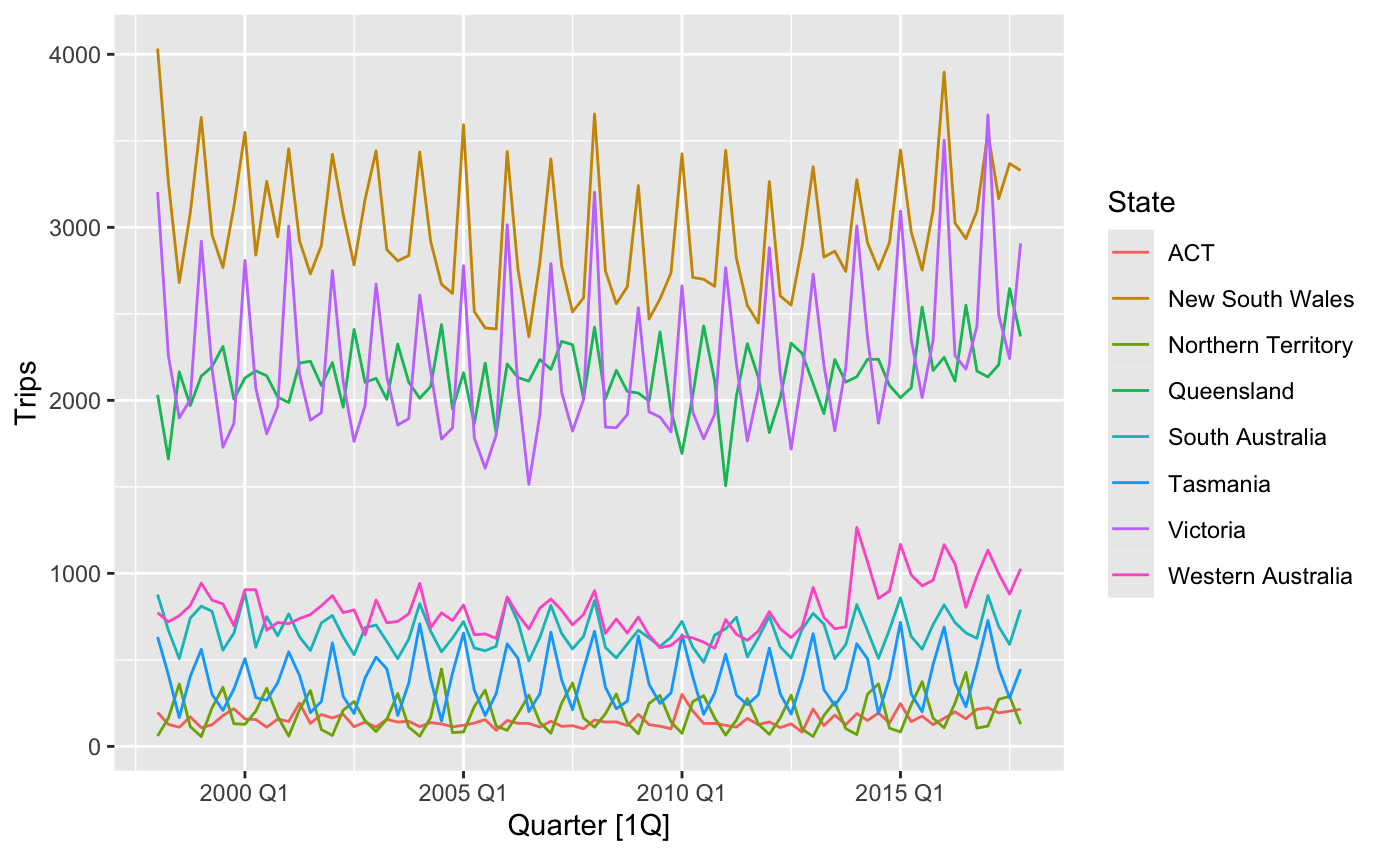 4000
3000
2000
1000
0
Trips
2000 Q1
2005 Q1
2010 Q1
2015 Q1
Quarter [1Q]
State
ACT
New South Wales
Northern Territory
Queensland
South Australia
Tasmania
Victoria
Western Australia